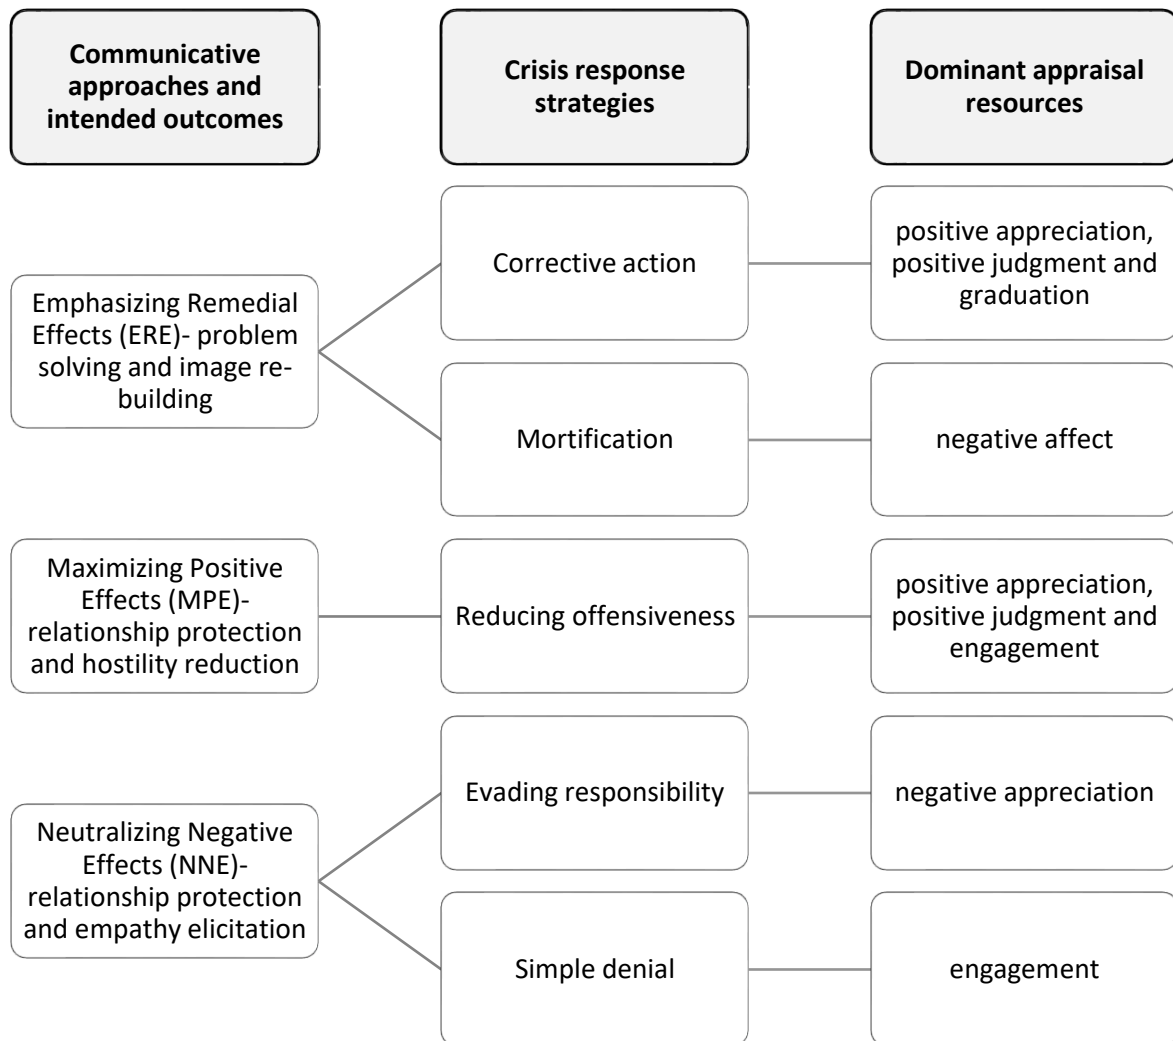 Communicative
approaches and
intended outcomes
Crisis response
strategies
Dominant appraisal
resources
Emphasizing Remedial
Effects (ERE)- problem
solving and image re-
building
Corrective action
positive appreciation,
positive judgment and
graduation
Mortification
negative affect
Maximizing Positive
Effects (MPE)-
relationship protection
and hostility reduction
Reducing offensiveness
positive appreciation,
positive judgment and
engagement
Neutralizing Negative
Effects (NNE)-
relationship protection
and empathy elicitation
Evading responsibility
negative appreciation
Simple denial
engagement